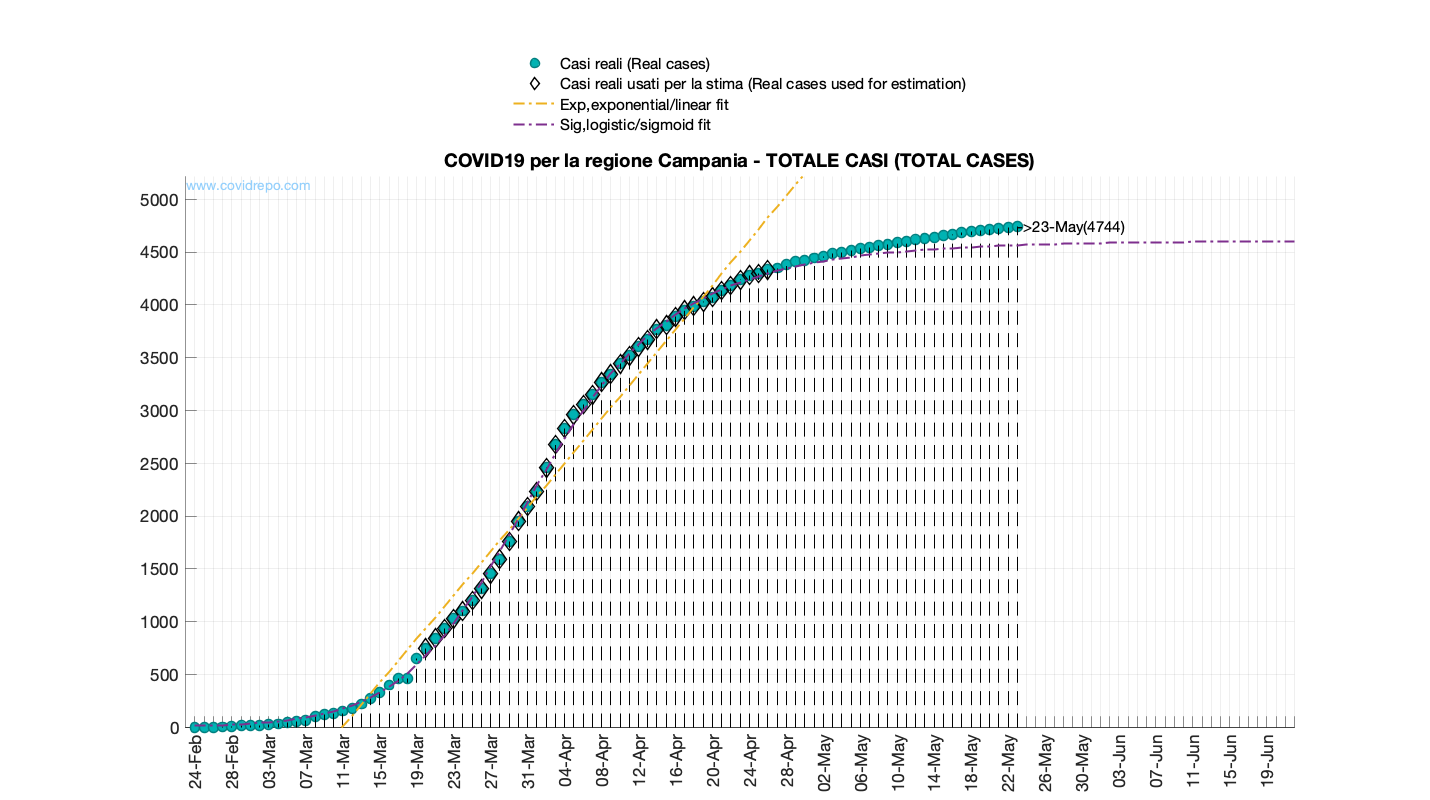 Casi reali (Real cases)
Casi reali usati per la stima (Real cases used for estimation)
Exp,exponential/linear fit
Sig,logistic/sigmoid fit
COVID19 per la regione Campania - TOTALE CASI (TOTAL CASES)
www.covidrepo.com
5000
4500
4000
3500
3000
2500
2000
1500
1000
500
0
->23-May(4744)
24-Feb
28-Feb
03-Mar
07-Mar
11-Mar
15-Mar
19-Mar
23-Mar
27-Mar
31-Mar
04-Apr
08-Apr
12-Apr
16-Apr
20-Apr
24-Apr
28-Apr
02-May
06-May
10-May
14-May
18-May
22-May
26-May
30-May
03-Jun
07-Jun
11-Jun
15-Jun
19-Jun